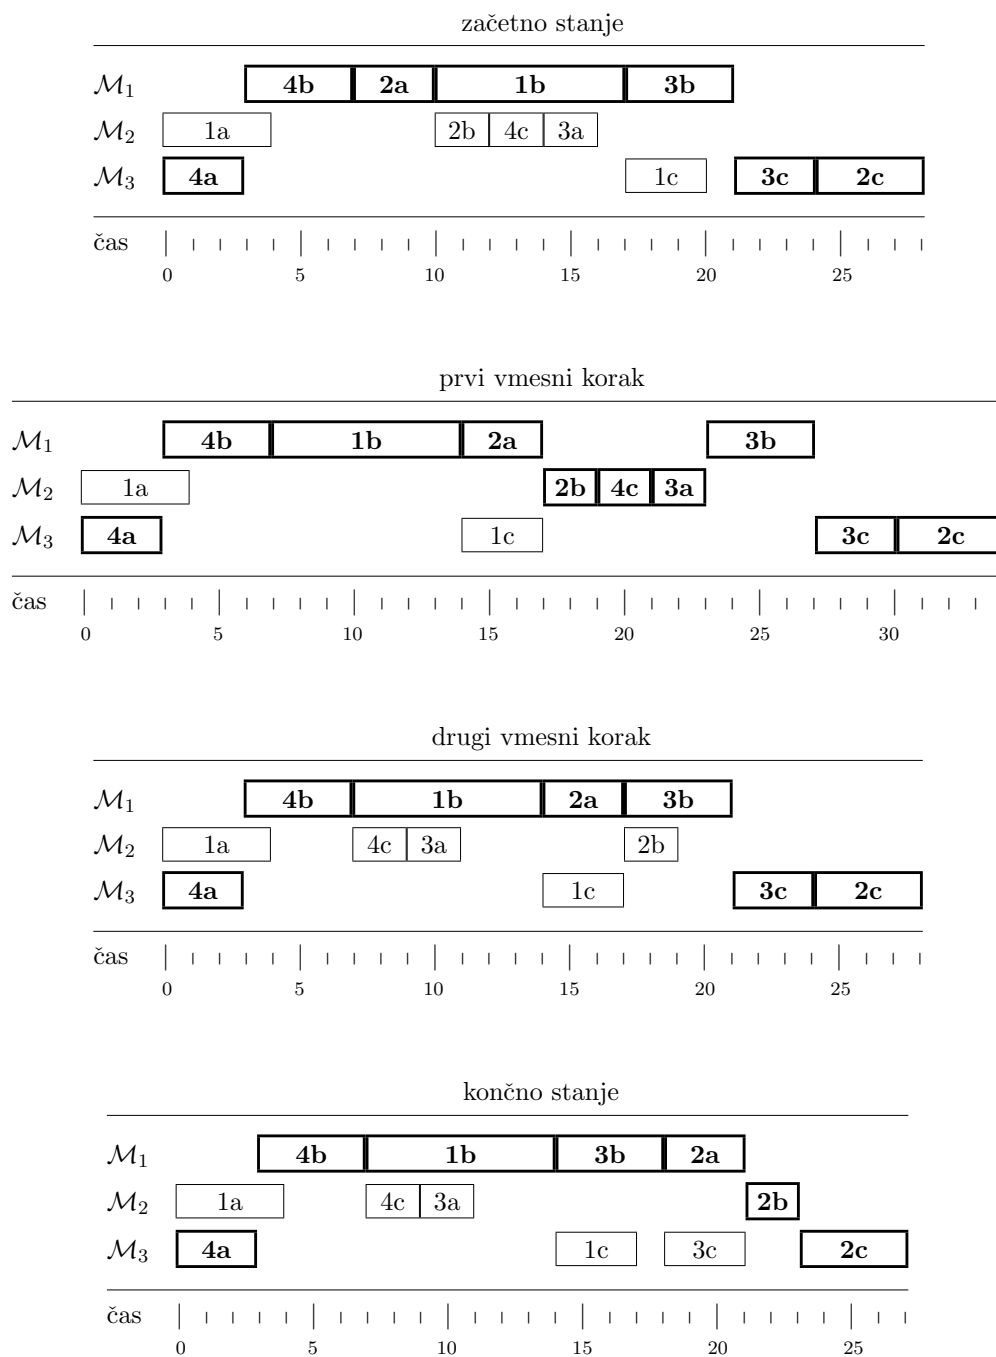 začetno stanje
M1 4b 2a 1b 3b
M2 1a 2b 4c 3a
M3 4a 1c 3c 2c
čas
0 5 10 15 20 25
prvi vmesni korak
M1 4b 1b 2a 3b
M2 1a 2b 4c 3a
M3 4a 1c 3c 2c
čas
0 5 10 15 20 25 30
drugi vmesni korak
M1 4b 1b 2a 3b
M2 1a 4c 3a 2b
M3 4a 1c 3c 2c
čas
0 5 10 15 20 25
končno stanje
M1 4b 1b 3b 2a
M2 1a 4c 3a 2b
M3 4a 1c 3c 2c
čas
0 5 10 15 20 25